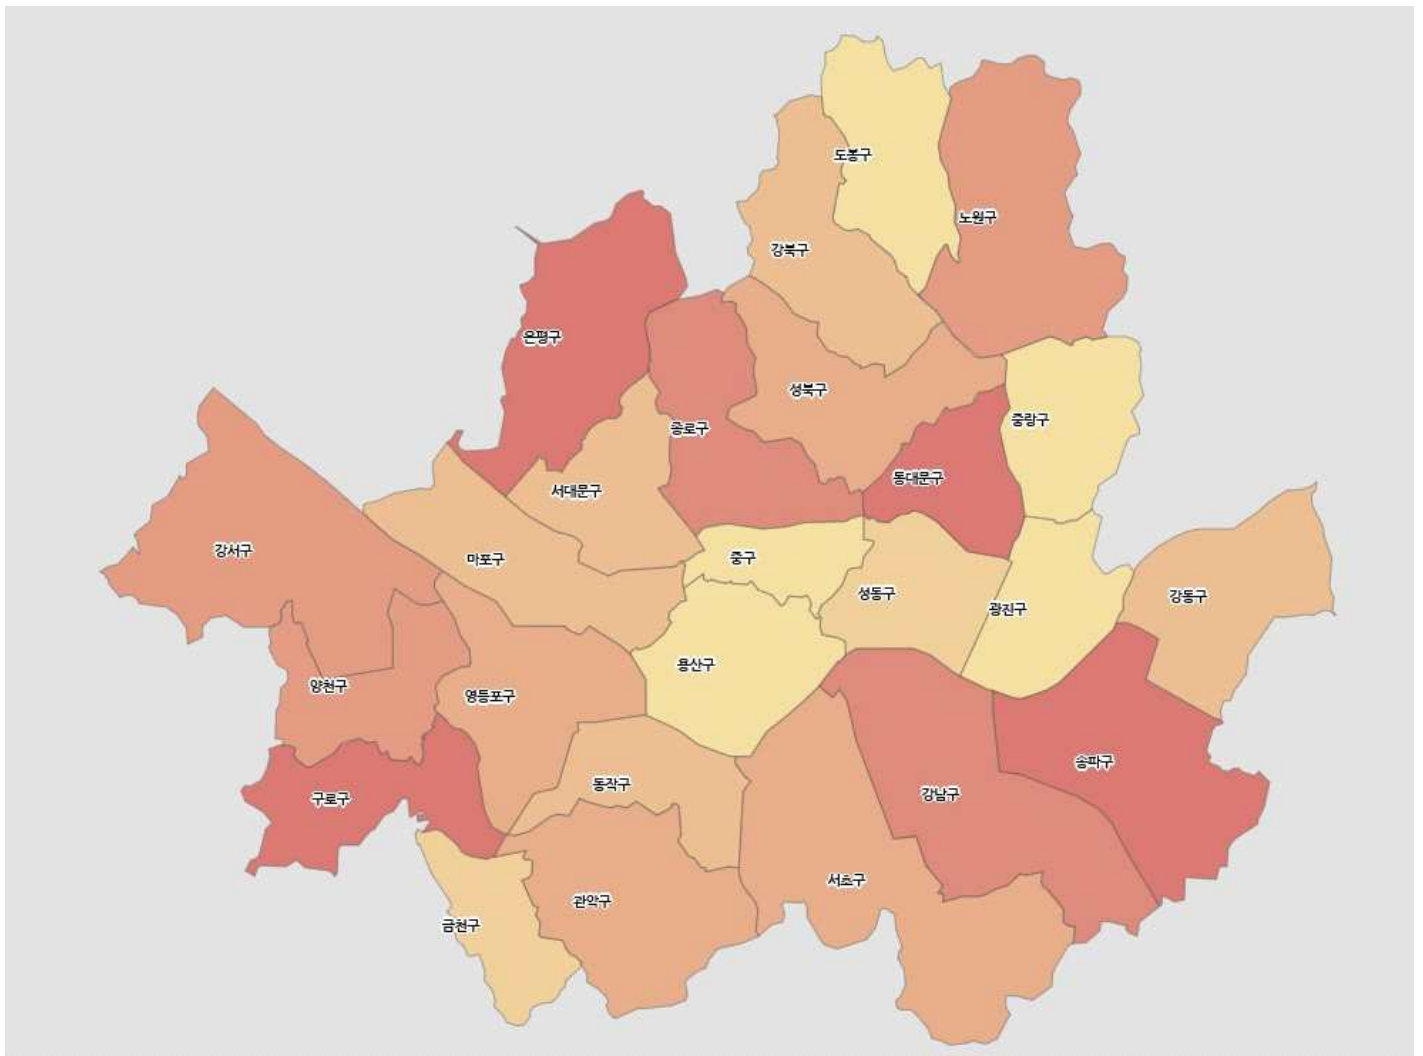 도봉구
노원구
강북구
은평구
성북구
중랑구
종로구
동대문구
서대문구
강서구
중구
마포구
성동구
강동구
광진구
용산구
양천구
영등포구
송파구
동작구
강남구
구로구
서초구
관악구
금천구